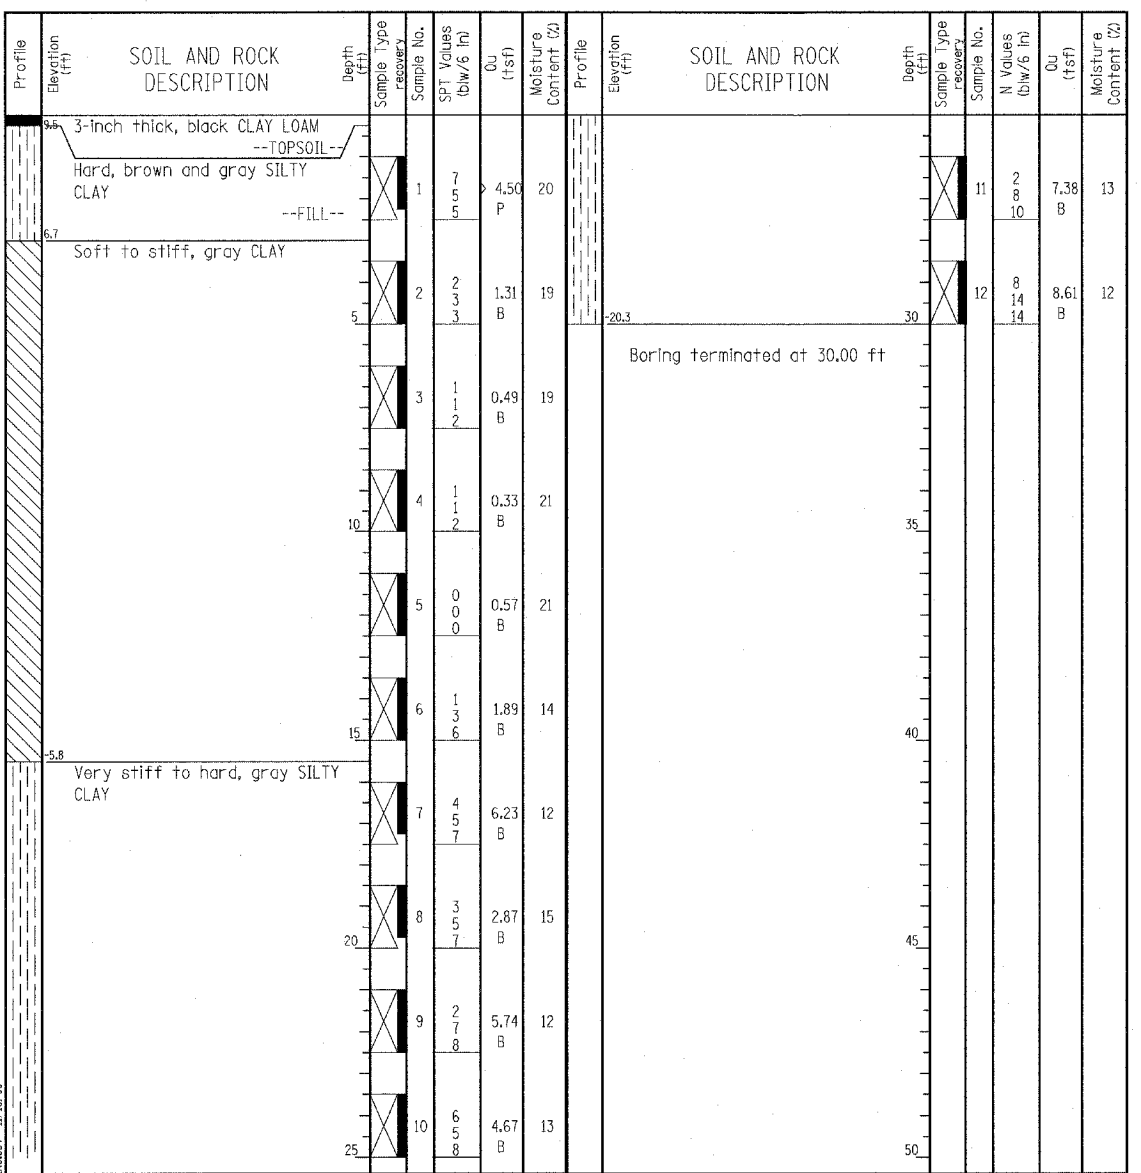 Profile
Elevation
(ft)
SOIL AND ROCK
DESCRIPTION
Depth
(ft)
Sample Type
recovery
Sample No.
SPT Values
(blw/6 in)
Qu
(tsf)
Moisture
Content (%)
Profile
Elevation
(ft)
SOIL AND ROCK
DESCRIPTION
Depth
(ft)
Sample Type
recovery
Sample No.
N Values
(blw/6 in)
Qu
(tsf)
Moisture
Content (%)
9.5
3-inch thick, black CLAY LOAM
--TOPSOIL--
Hard, brown and gray SILTY
CLAY
--FILL--
1
7
5
5
> 4.50
P
20
6.7
Soft to stiff, gray CLAY
2
2
3
3
1.31
B
19
5
3
1
1
2
0.49
B
19
4
1
1
2
0.33
B
21
10
5
0
0
0
0.57
B
21
6
1
3
6
1.89
B
14
15
-5.8
Very stiff to hard, gray SILTY
CLAY
7
4
5
7
6.23
B
12
8
3
5
7
2.87
B
15
20
9
2
7
8
5.74
B
12
10
6
5
8
4.67
B
13
25
11
2
8
10
7.38
B
13
12
8
14
14
8.61
B
12
-20.3
30
Boring terminated at 30.00 ft
35
40
45
50